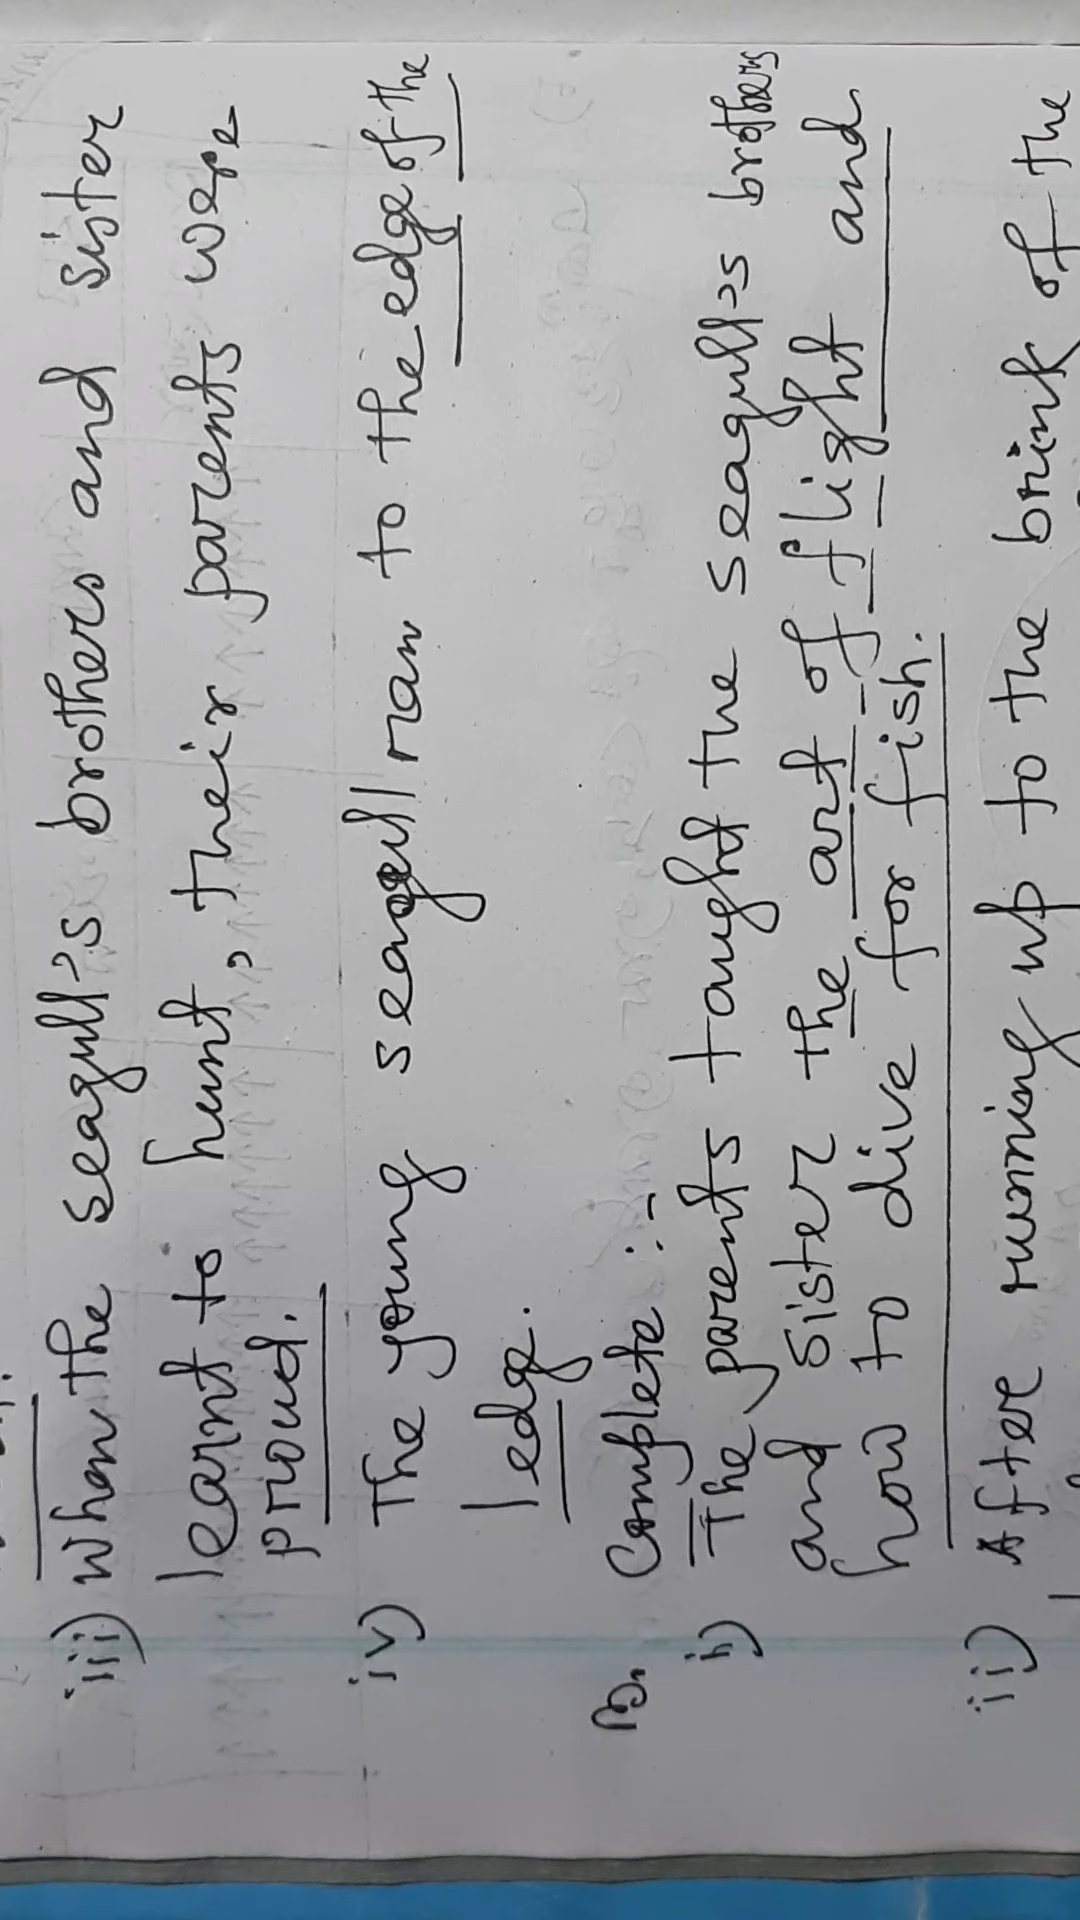 iii) When the seagull's brothers and sister
learnt to hunt, their parents were
proud.
iv) The young seagull ran to the edge of the
ledge.
B. Complete :-
i) The parents taught the seagull's brothers
and sister the art of flight and
how to dive for fish.
ii) After running up to the brink of the